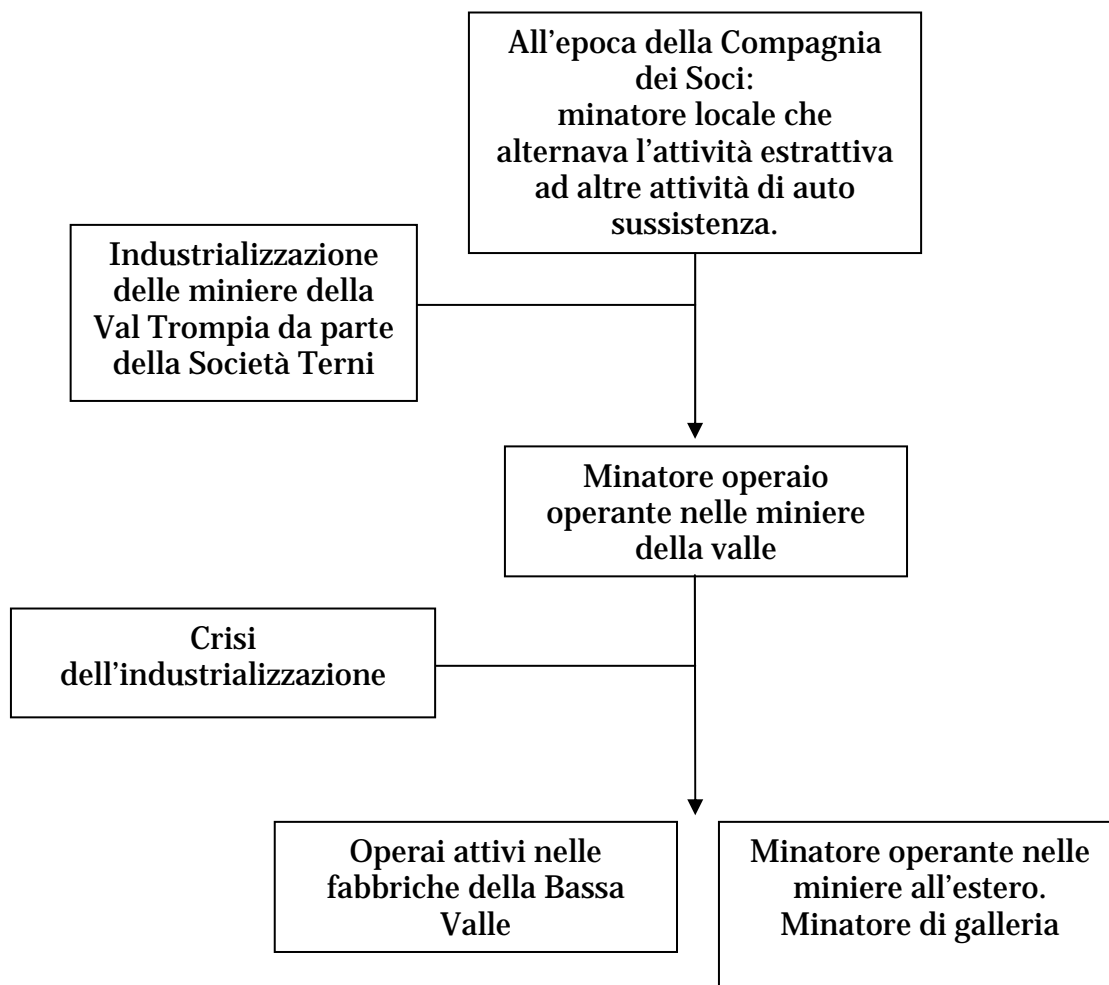 All’epoca della Compagnia
dei Soci:
minatore locale che
alternava l’attività estrattiva
ad altre attività di auto
sussistenza.
Industrializzazione
delle miniere della
Val Trompia da parte
della Società Terni
Minatore operaio
operante nelle miniere
della valle
Crisi
dell’industrializzazione
Operai attivi nelle
fabbriche della Bassa
Valle
Minatore operante nelle
miniere all’estero.
Minatore di galleria